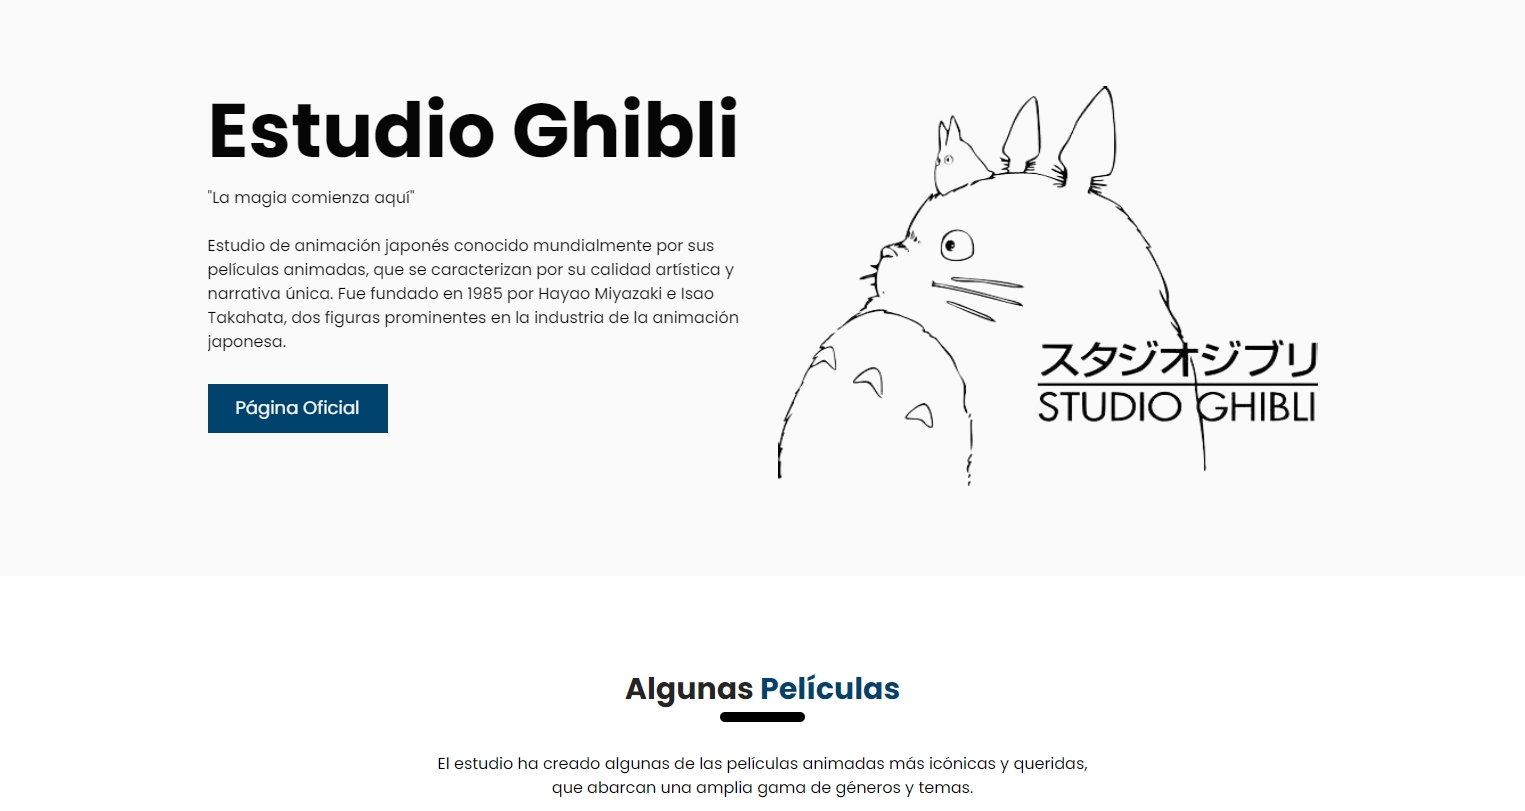 Estudio Ghibli
"La magia comienza aquí"
Estudio de animación japonés conocido mundialmente por sus
películas animadas, que se caracterizan por su calidad artística y
narrativa única. Fue fundado en 1985 por Hayao Miyazaki e Isao
Takahata, dos figuras prominentes en la industria de la animación
japonesa.
Página Oficial
スタジオジブリ
STUDIO GHIBLI
Algunas Películas
El estudio ha creado algunas de las películas animadas más icónicas y queridas,
que abarcan una amplia gama de géneros y temas.